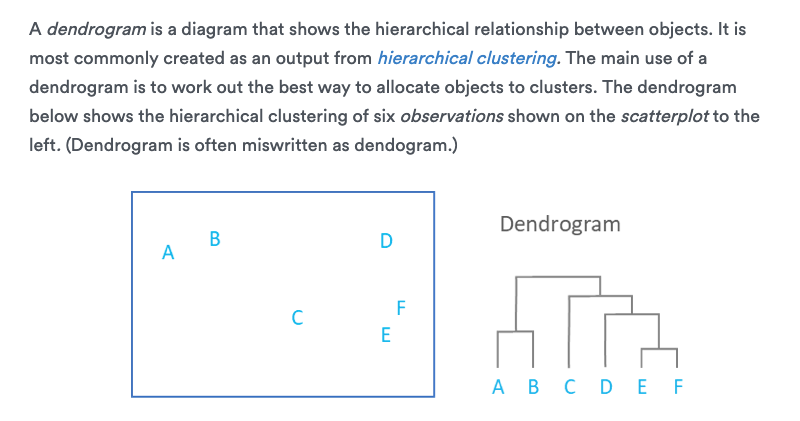 A dendrogram is a diagram that shows the hierarchical relationship between objects. It is
most commonly created as an output from hierarchical clustering. The main use of a
dendrogram is to work out the best way to allocate objects to clusters. The dendrogram
below shows the hierarchical clustering of six observations shown on the scatterplot to the
left. (Dendrogram is often miswritten as dendogram.)
A
B
C
D
E
F
Dendrogram
A B C D E F